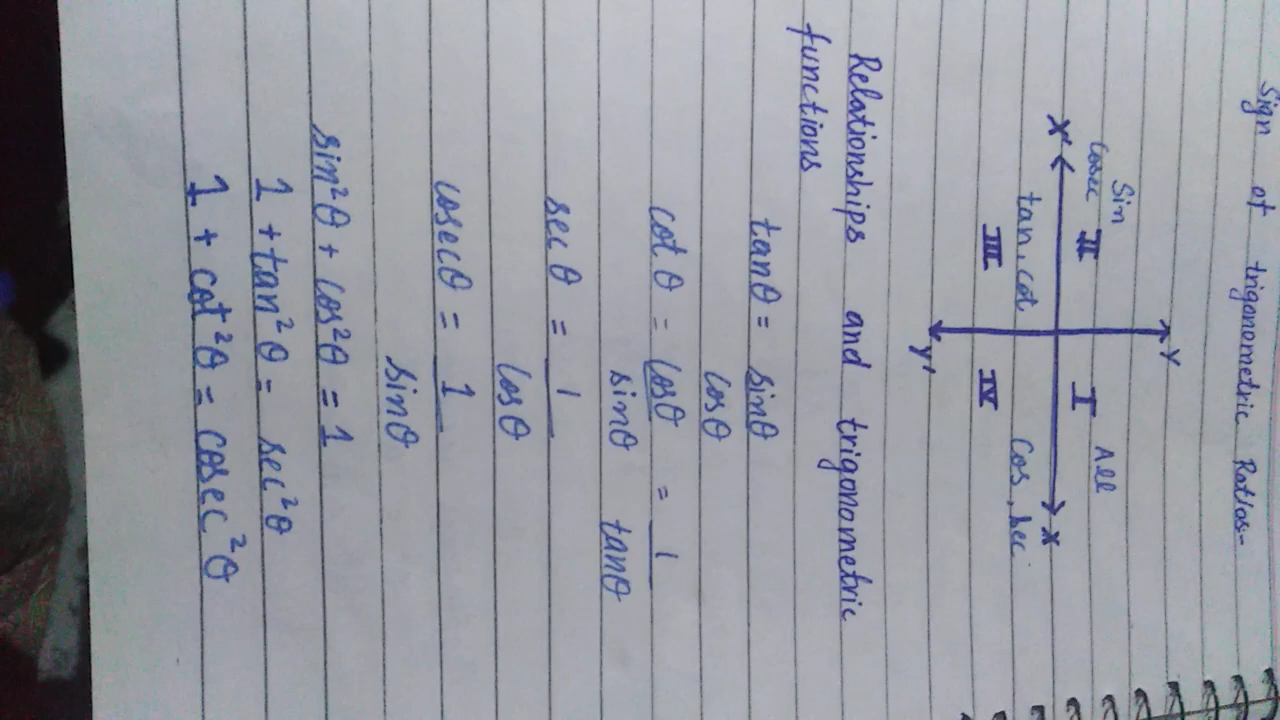 Sign of trigonometric Ratios-
Y
Sin
cosec II I All
X' X
tan, cot Cos, sec
III IV
Y'
Relationships and trigonometric
functions
tanθ = sinθ
cosθ
cot θ = cosθ = 1
sinθ tanθ
sec θ = 1
cosθ
cosecθ = 1
sinθ
sin²θ + cos²θ = 1
1 + tan²θ = sec²θ
1 + cot²θ = cosec²θ